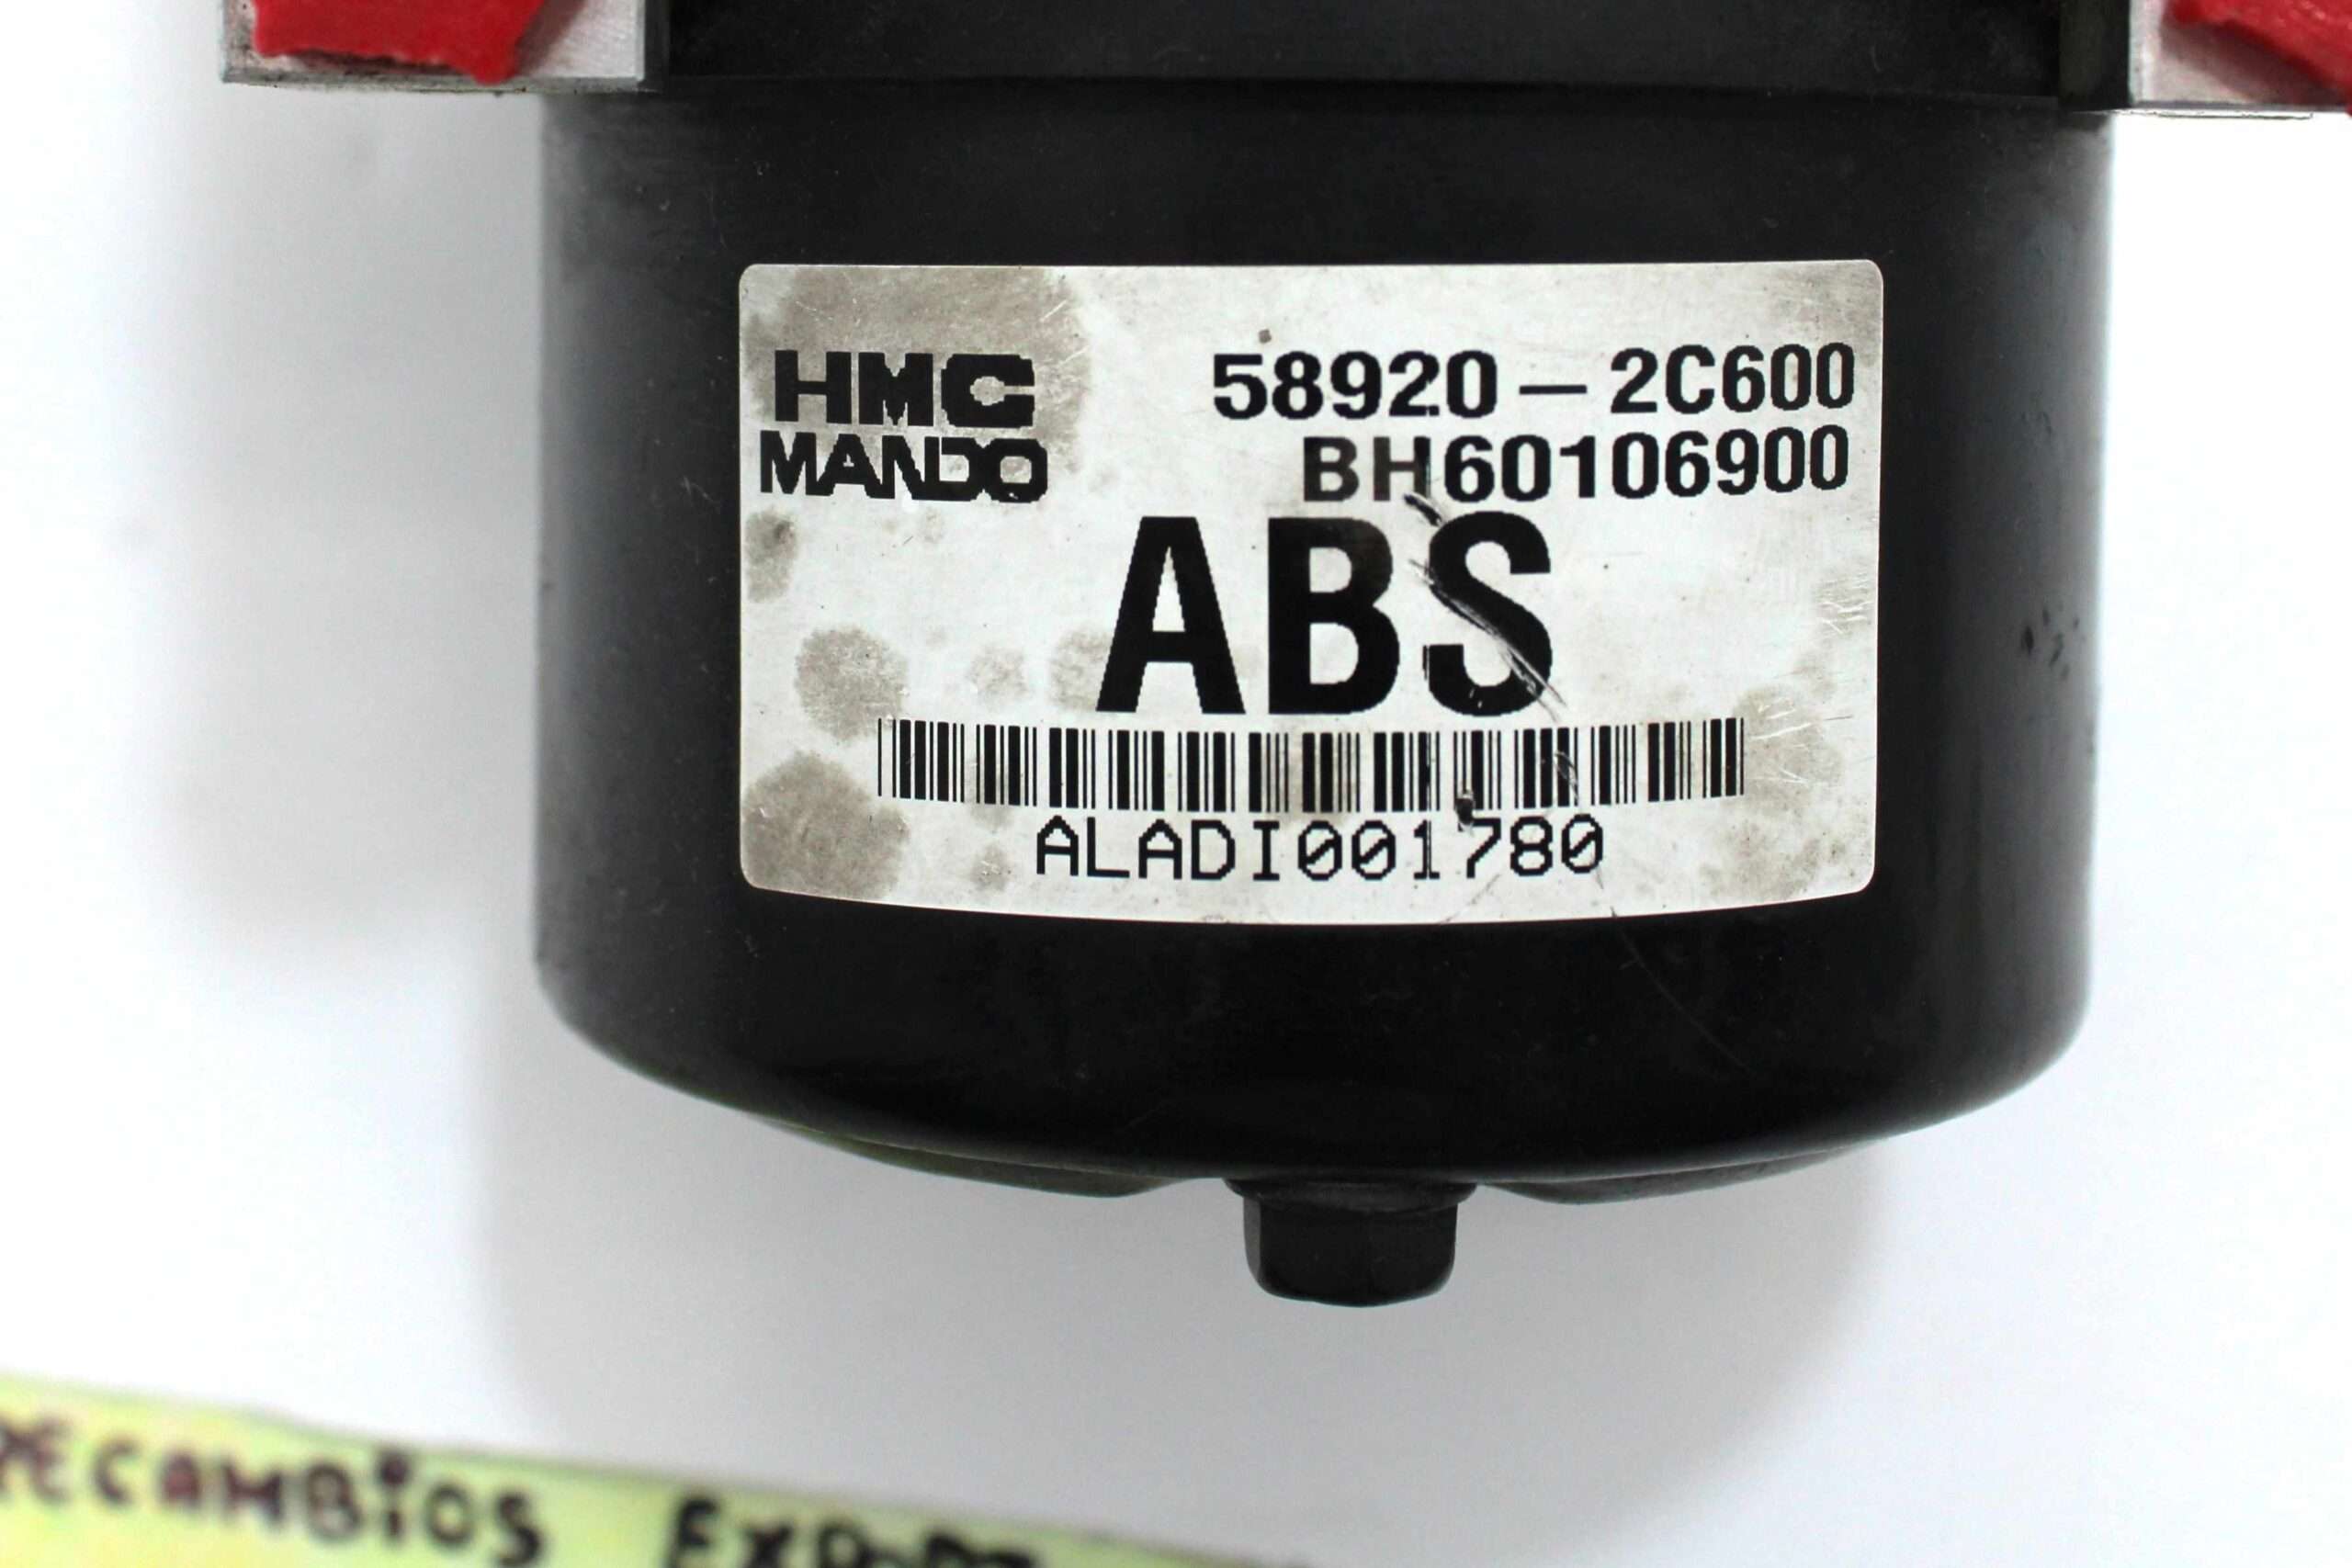 HMC 58920-2C600
MANDO BH60106900
ABS
ALADI001780
RECAMBIOS